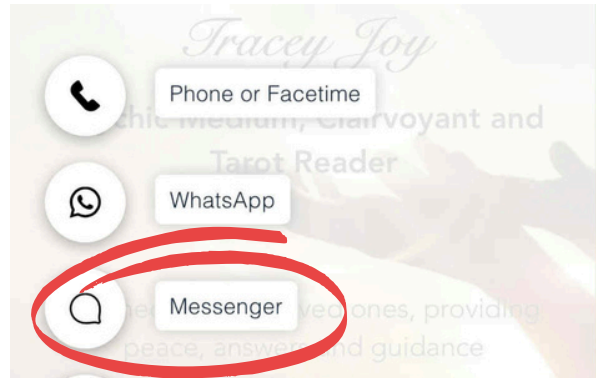 Tracey Joy
Phone or Facetime
chic Medium, Clairvoyant and
Tarot Reader
WhatsApp
Messenger
ved ones, providing
peace, answers and guidance